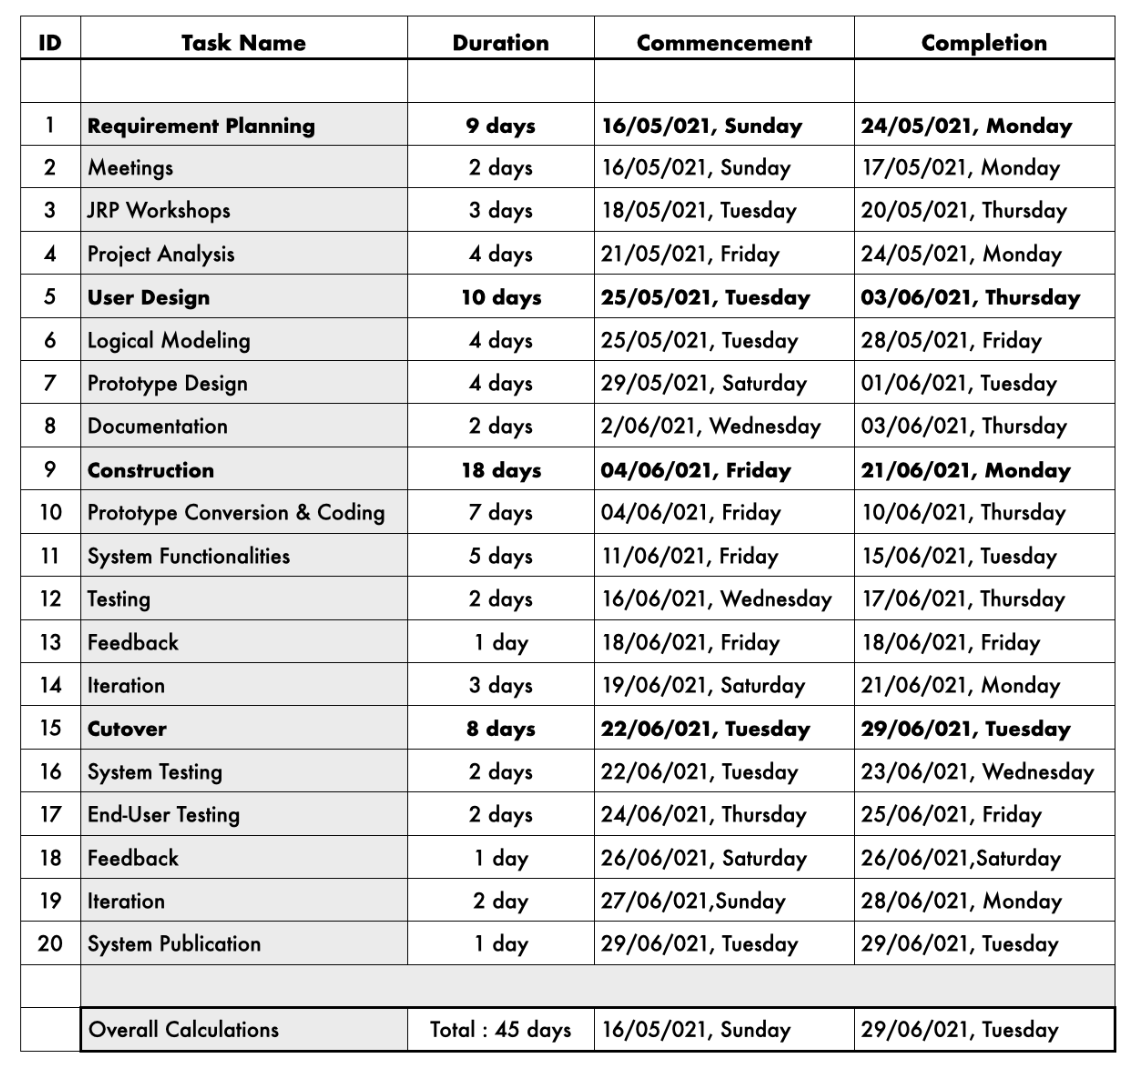 ID Task Name Duration Commencement Completion
1 Requirement Planning 9 days 16/05/021, Sunday 24/05/021, Monday
2 Meetings 2 days 16/05/021, Sunday 17/05/021, Monday
3 JRP Workshops 3 days 18/05/021, Tuesday 20/05/021, Thursday
4 Project Analysis 4 days 21/05/021, Friday 24/05/021, Monday
5 User Design 10 days 25/05/021, Tuesday 03/06/021, Thursday
6 Logical Modeling 4 days 25/05/021, Tuesday 28/05/021, Friday
7 Prototype Design 4 days 29/05/021, Saturday 01/06/021, Tuesday
8 Documentation 2 days 2/06/021, Wednesday 03/06/021, Thursday
9 Construction 18 days 04/06/021, Friday 21/06/021, Monday
10 Prototype Conversion & Coding 7 days 04/06/021, Friday 10/06/021, Thursday
11 System Functionalities 5 days 11/06/021, Friday 15/06/021, Tuesday
12 Testing 2 days 16/06/021, Wednesday 17/06/021, Thursday
13 Feedback 1 day 18/06/021, Friday 18/06/021, Friday
14 Iteration 3 days 19/06/021, Saturday 21/06/021, Monday
15 Cutover 8 days 22/06/021, Tuesday 29/06/021, Tuesday
16 System Testing 2 days 22/06/021, Tuesday 23/06/021, Wednesday
17 End-User Testing 2 days 24/06/021, Thursday 25/06/021, Friday
18 Feedback 1 day 26/06/021, Saturday 26/06/021,Saturday
19 Iteration 2 day 27/06/021,Sunday 28/06/021, Monday
20 System Publication 1 day 29/06/021, Tuesday 29/06/021, Tuesday
Overall Calculations Total : 45 days 16/05/021, Sunday 29/06/021, Tuesday